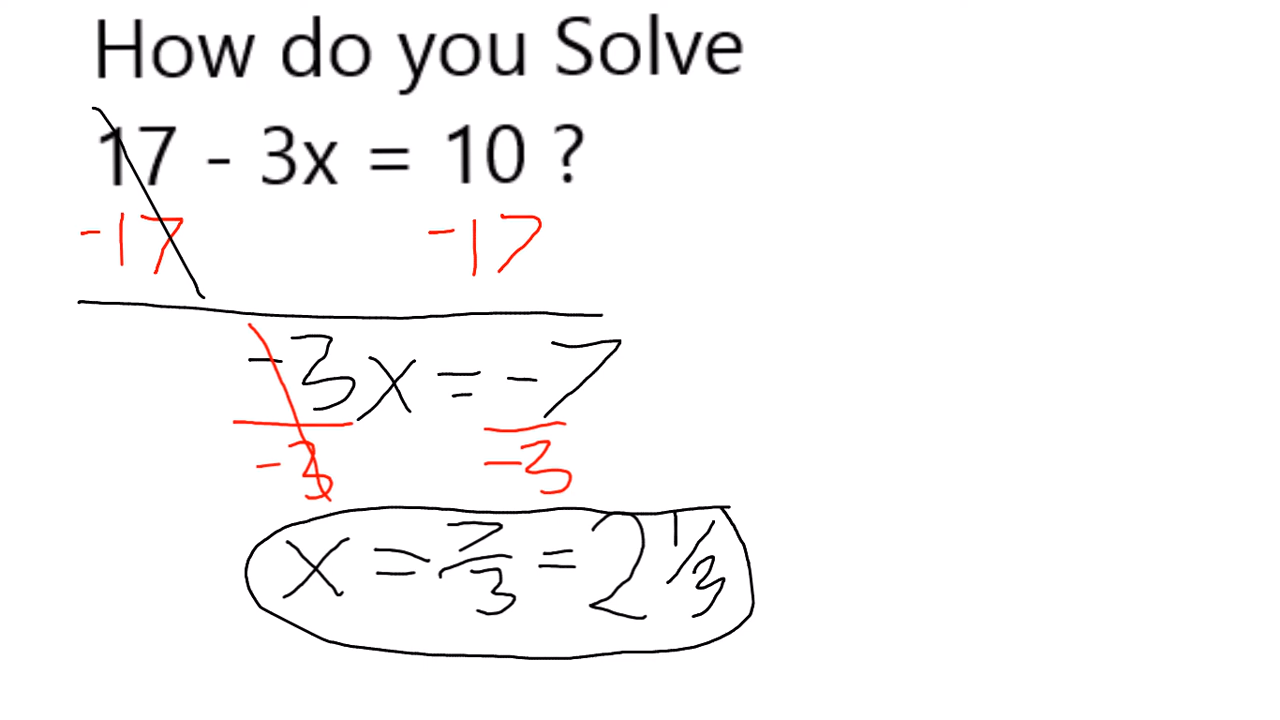 How do you Solve
17 - 3x = 10 ?
-17 -17
-3x = -7
-3 -3
x = 7/3 = 2 1/3